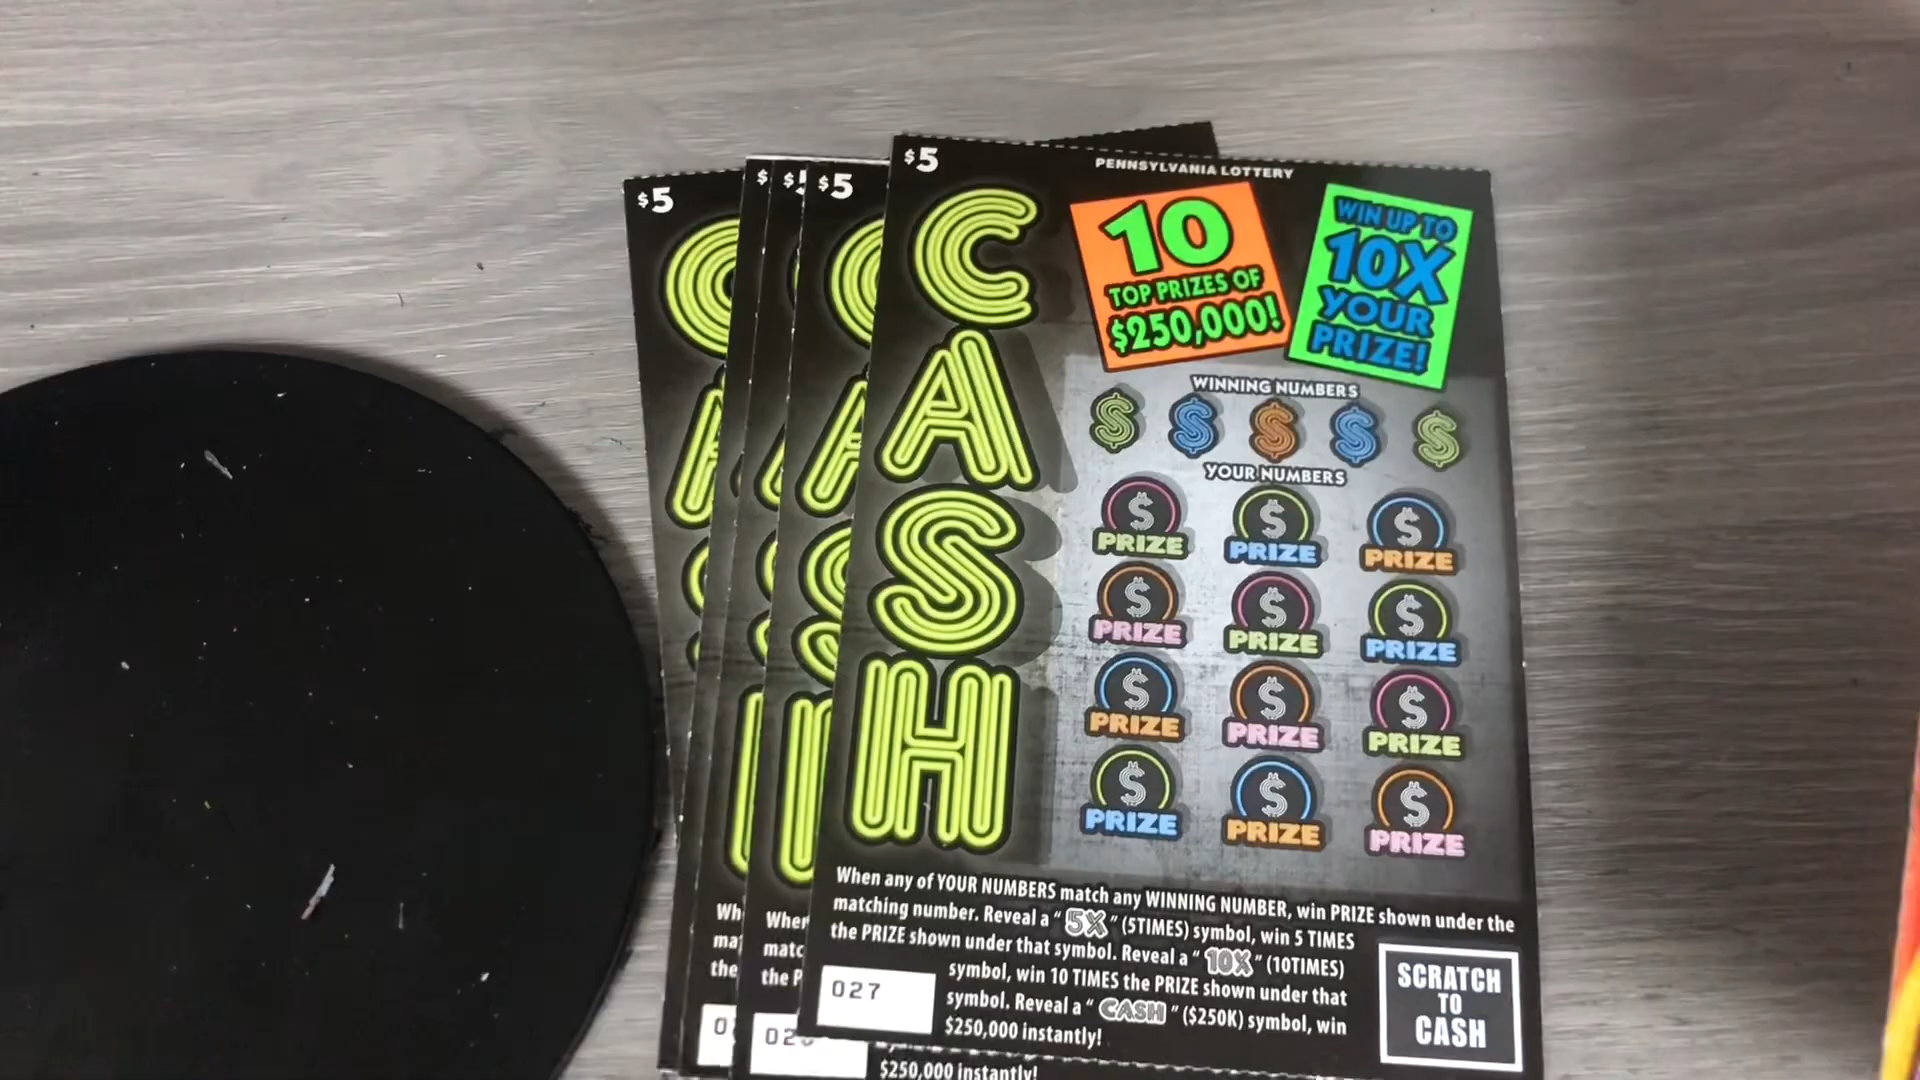 $5
$
$5
$5
$5
PENNSYLVANIA LOTTERY
CASH
10
TOP PRIZES OF
$250,000!
WIN UP TO
10X
YOUR
PRIZE!
WINNING NUMBERS
$ $ $ $ $
YOUR NUMBERS
$ $ $
PRIZE PRIZE PRIZE
$ $ $
PRIZE PRIZE PRIZE
$ $ $
PRIZE PRIZE PRIZE
$ $ $
PRIZE PRIZE PRIZE
When any of YOUR NUMBERS match any WINNING NUMBER, win PRIZE shown under the
matching number. Reveal a "5X" (5TIMES) symbol, win 5 TIMES
the PRIZE shown under that symbol. Reveal a "10X" (10TIMES)
symbol, win 10 TIMES the PRIZE shown under that
symbol. Reveal a "CASH" ($250K) symbol, win
$250,000 instantly!
027
SCRATCH
TO
CASH
$250,000 instantly!